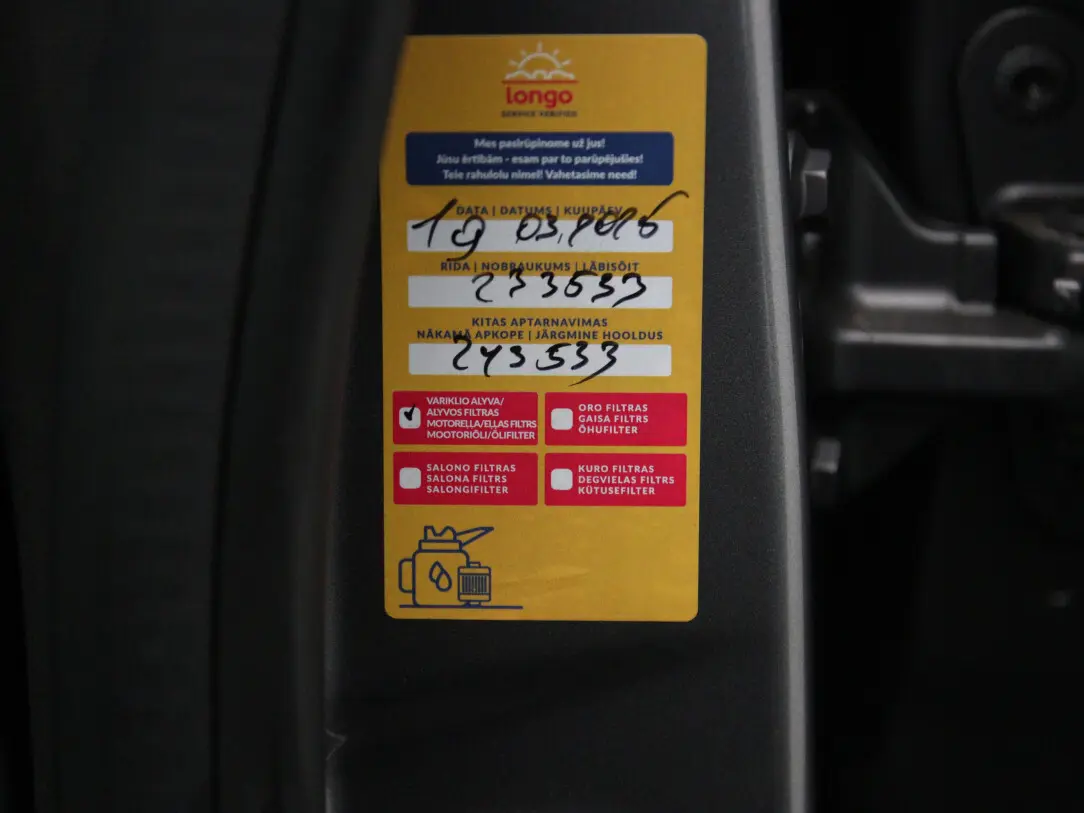 longo
SERVICE VERIFIED
Mes pasirūpinome už jus!
Jūsu ērtībām - esam par to parūpējušies!
Teie rahulolu nimel! Vahetasime need!
DATA | DATUMS | KUUPÄEV
19 03.2026
RIDA | NOBRAUKUMS | LÄBISÕIT
233533
KITAS APTARNAVIMAS
NĀKAMĀ APKOPE | JÄRGMINE HOOLDUS
243533
VARIKLIO ALYVA/
ALYVOS FILTRAS
MOTOREĻĻA/EĻĻAS FILTRS
MOOTORIÕLI/ÕLIFILTER
ORO FILTRAS
GAISA FILTRS
ÕHUFILTER
SALONO FILTRAS
SALONA FILTRS
SALONGIFILTER
KURO FILTRAS
DEGVIELAS FILTRS
KÜTUSEFILTER